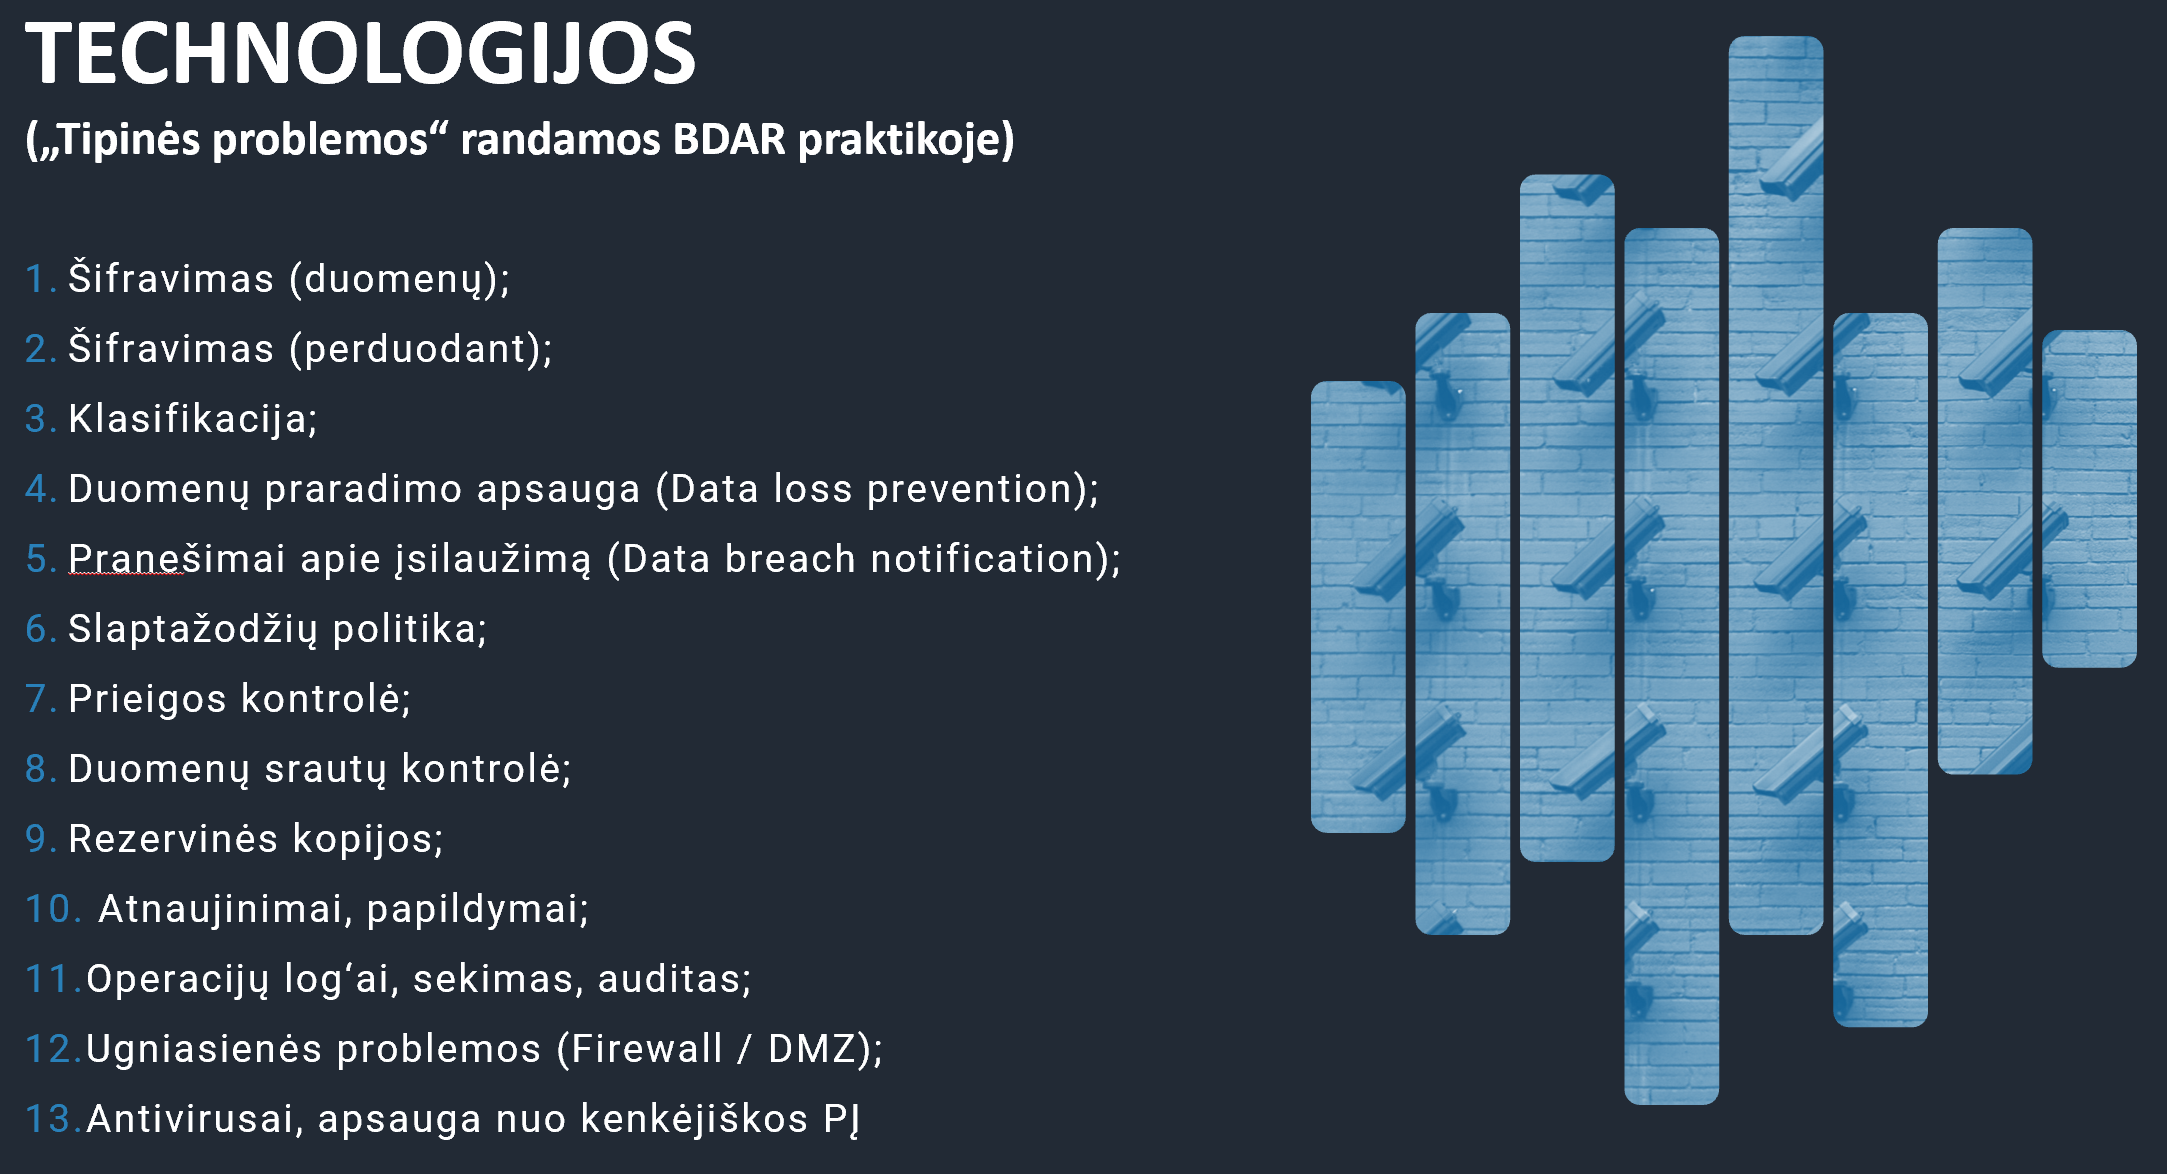 TECHNOLOGIJOS
(„Tipinės problemos“ randamos BDAR praktikoje)
1. Šifravimas (duomenų);
2. Šifravimas (perduodant);
3. Klasifikacija;
4. Duomenų praradimo apsauga (Data loss prevention);
5. Pranešimai apie įsilaužimą (Data breach notification);
6. Slaptažodžių politika;
7. Prieigos kontrolė;
8. Duomenų srautų kontrolė;
9. Rezervinės kopijos;
10. Atnaujinimai, papildymai;
11. Operacijų log‘ai, sekimas, auditas;
12. Ugniasienės problemos (Firewall / DMZ);
13. Antivirusai, apsauga nuo kenkėjiškos PĮ